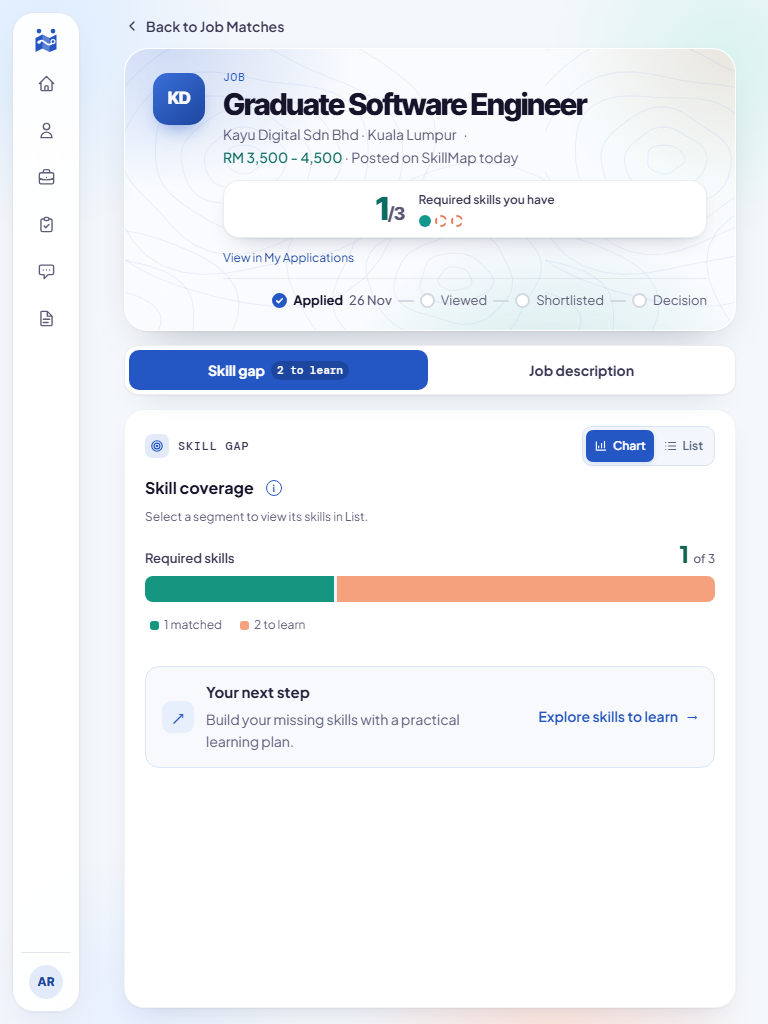 Back to Job Matches
KD
JOB
Graduate Software Engineer
Kayu Digital Sdn Bhd · Kuala Lumpur ·
RM 3,500 - 4,500 · Posted on SkillMap today
1/3
Required skills you have
View in My Applications
Applied 26 Nov
Viewed
Shortlisted
Decision
Skill gap 2 to learn
Job description
SKILL GAP
Chart
List
Skill coverage
Select a segment to view its skills in List.
Required skills
1 of 3
1 matched
2 to learn
Your next step
Build your missing skills with a practical
learning plan.
Explore skills to learn →
AR